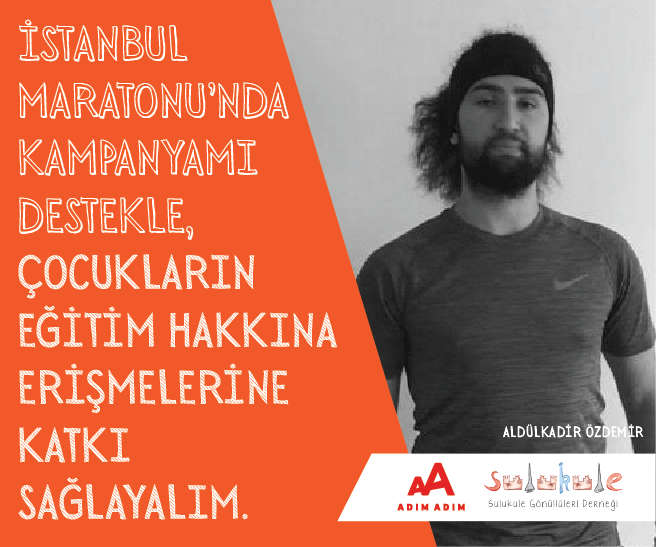 İSTANBUL
MARATONU'NDA
KAMPANYAMI
DESTEKLE,
ÇOCUKLARIN
EĞİTİM HAKKINA
ERİŞMELERİNE
KATKI
SAĞLAYALIM.
ALDÜLKADİR ÖZDEMİR
AA
ADIM ADIM
Sulukule
Sulukule Gönüllüleri Derneği